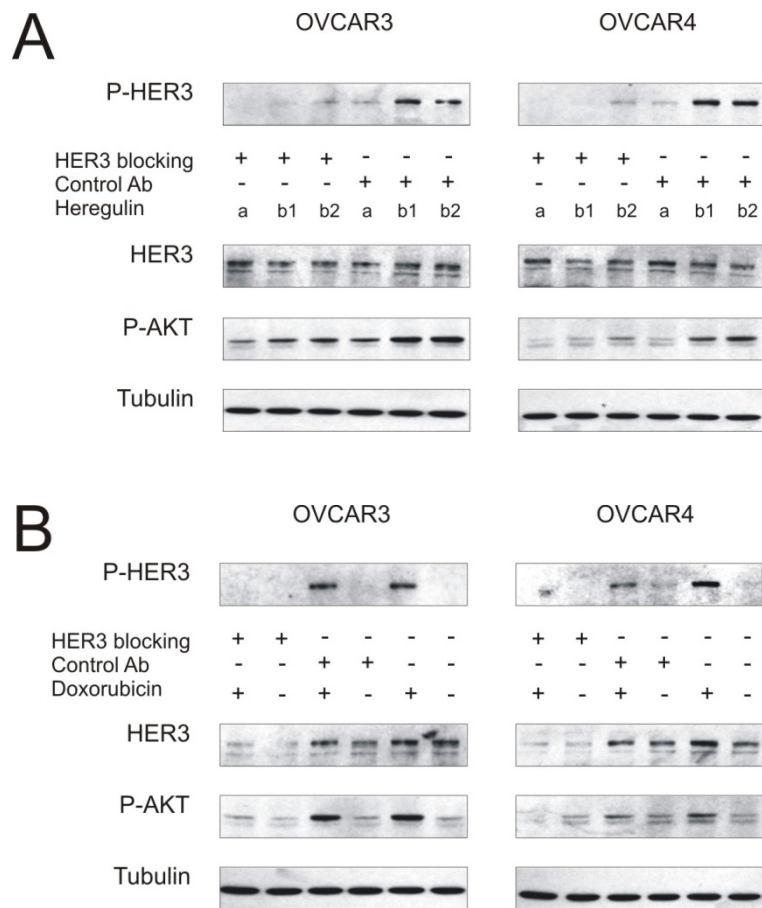 A
OVCAR3 OVCAR4
P-HER3
HER3 blocking + + + - - - + + + - - -
Control Ab - - - + + + - - - + + +
Heregulin a b1 b2 a b1 b2 a b1 b2 a b1 b2
HER3
P-AKT
Tubulin
B
OVCAR3 OVCAR4
P-HER3
HER3 blocking + + - - - - + + - - - -
Control Ab - - + + - - - - + + - -
Doxorubicin + - + - + - + - + - + -
HER3
P-AKT
Tubulin